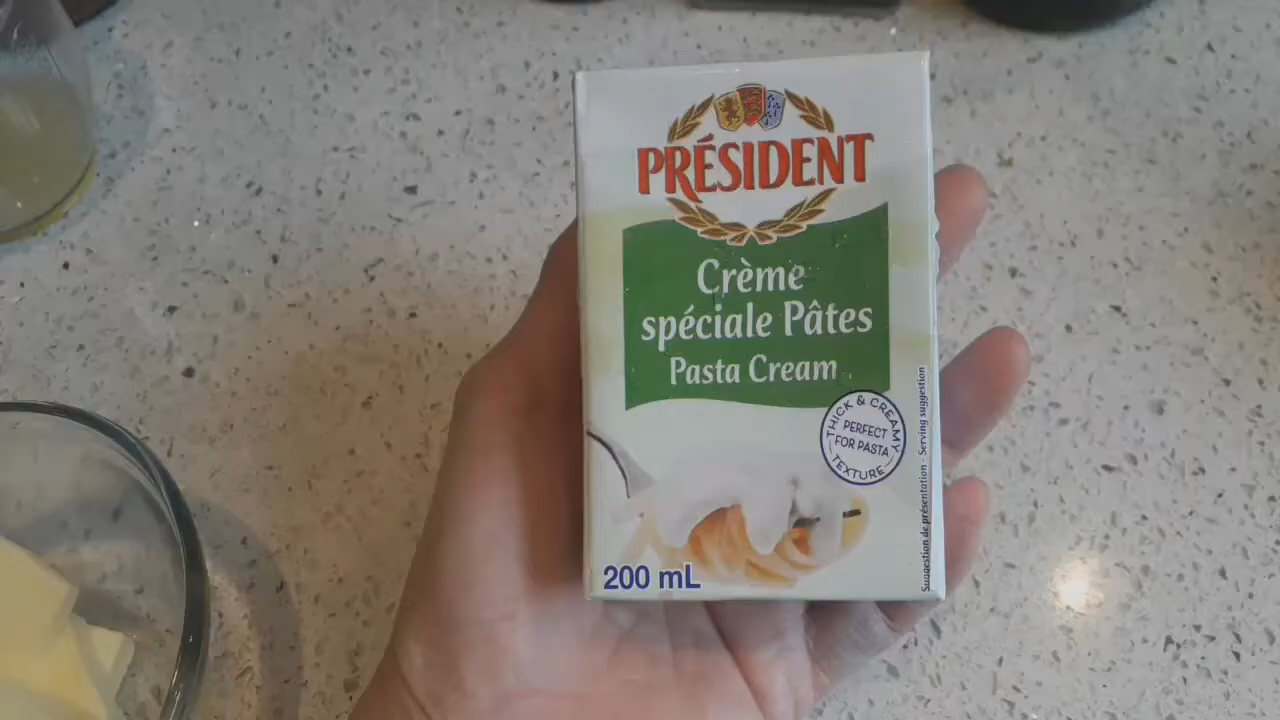 PRÉSIDENT
Crème
spéciale Pâtes
Pasta Cream
THICK & CREAMY
PERFECT
FOR PASTA
TEXTURE
200 mL
Suggestion de présentation - Serving suggestion